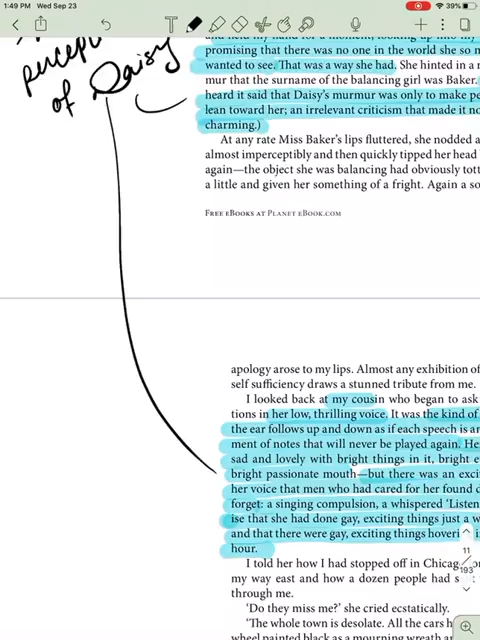 1:49 PM Wed Sep 23
39%
percep
of Daisy
promising that there was no one in the world she so m
wanted to see. That was a way she had. She hinted in a
mur that the surname of the balancing girl was Baker.
heard it said that Daisy's murmur was only to make pe
lean toward her; an irrelevant criticism that made it no
charming.)
At any rate Miss Baker's lips fluttered, she nodded a
almost imperceptibly and then quickly tipped her head
again—the object she was balancing had obviously tott
a little and given her something of a fright. Again a so
Free eBooks at Planet eBook.com
apology arose to my lips. Almost any exhibition of
self sufficiency draws a stunned tribute from me.
I looked back at my cousin who began to ask
tions in her low, thrilling voice. It was the kind of
the ear follows up and down as if each speech is an
ment of notes that will never be played again. He
sad and lovely with bright things in it, bright e
bright passionate mouth—but there was an exci
her voice that men who had cared for her found d
forget: a singing compulsion, a whispered 'Listen
ise that she had done gay, exciting things just a w
and that there were gay, exciting things hoveri
hour.
I told her how I had stopped off in Chicag
my way east and how a dozen people had s
through me.
'Do they miss me?' she cried ecstatically.
'The whole town is desolate. All the cars h
wheel painted black as a mourning wreath a
11
193